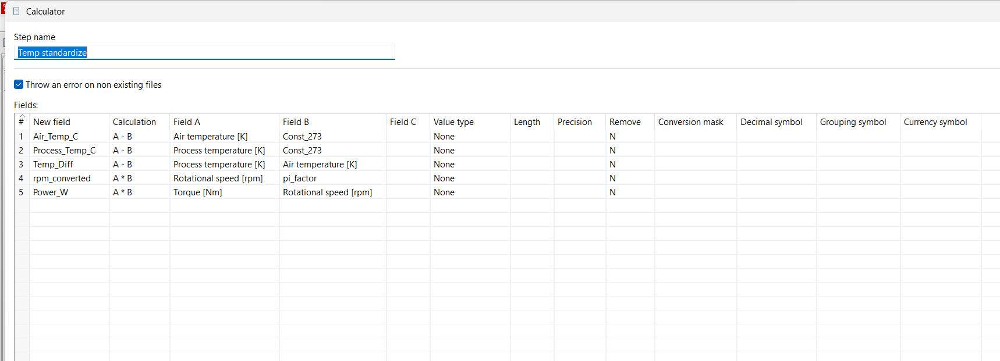 Calculator
Step name
Temp standardize
Throw an error on non existing files
Fields:
# New field Calculation Field A Field B Field C Value type Length Precision Remove Conversion mask Decimal symbol Grouping symbol Currency symbol
1 Air_Temp_C A - B Air temperature [K] Const_273 None N
2 Process_Temp_C A - B Process temperature [K] Const_273 None N
3 Temp_Diff A - B Process temperature [K] Air temperature [K] None N
4 rpm_converted A * B Rotational speed [rpm] pi_factor None N
5 Power_W A * B Torque [Nm] Rotational speed [rpm] None N